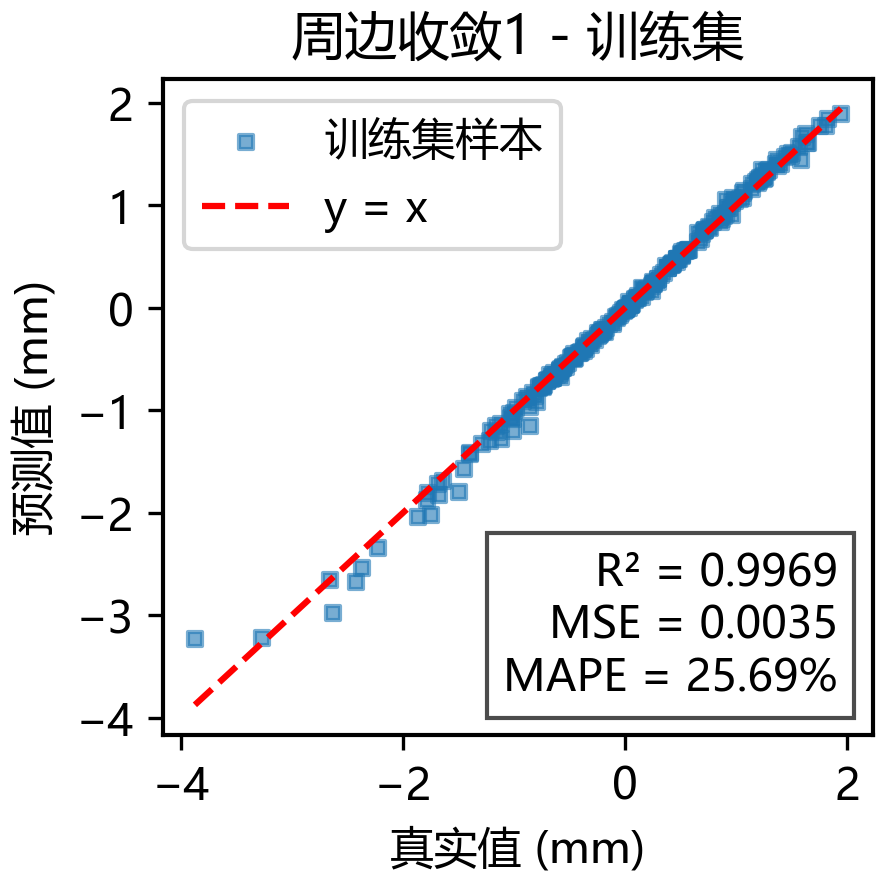 周边收敛1 - 训练集
训练集样本
y = x
2
1
0
−1
−2
−3
−4
预测值 (mm)
R² = 0.9969
MSE = 0.0035
MAPE = 25.69%
−4
−2
0
2
真实值 (mm)